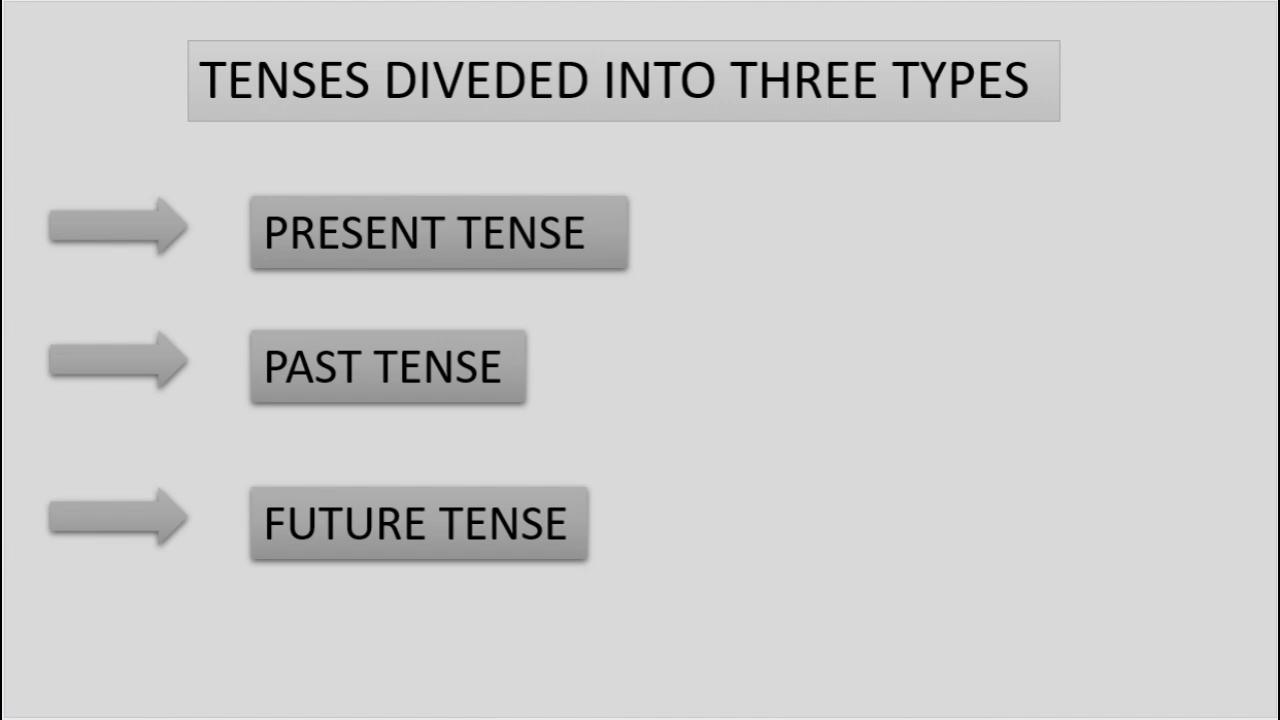 TENSES DIVEDED INTO THREE TYPES
PRESENT TENSE
PAST TENSE
FUTURE TENSE